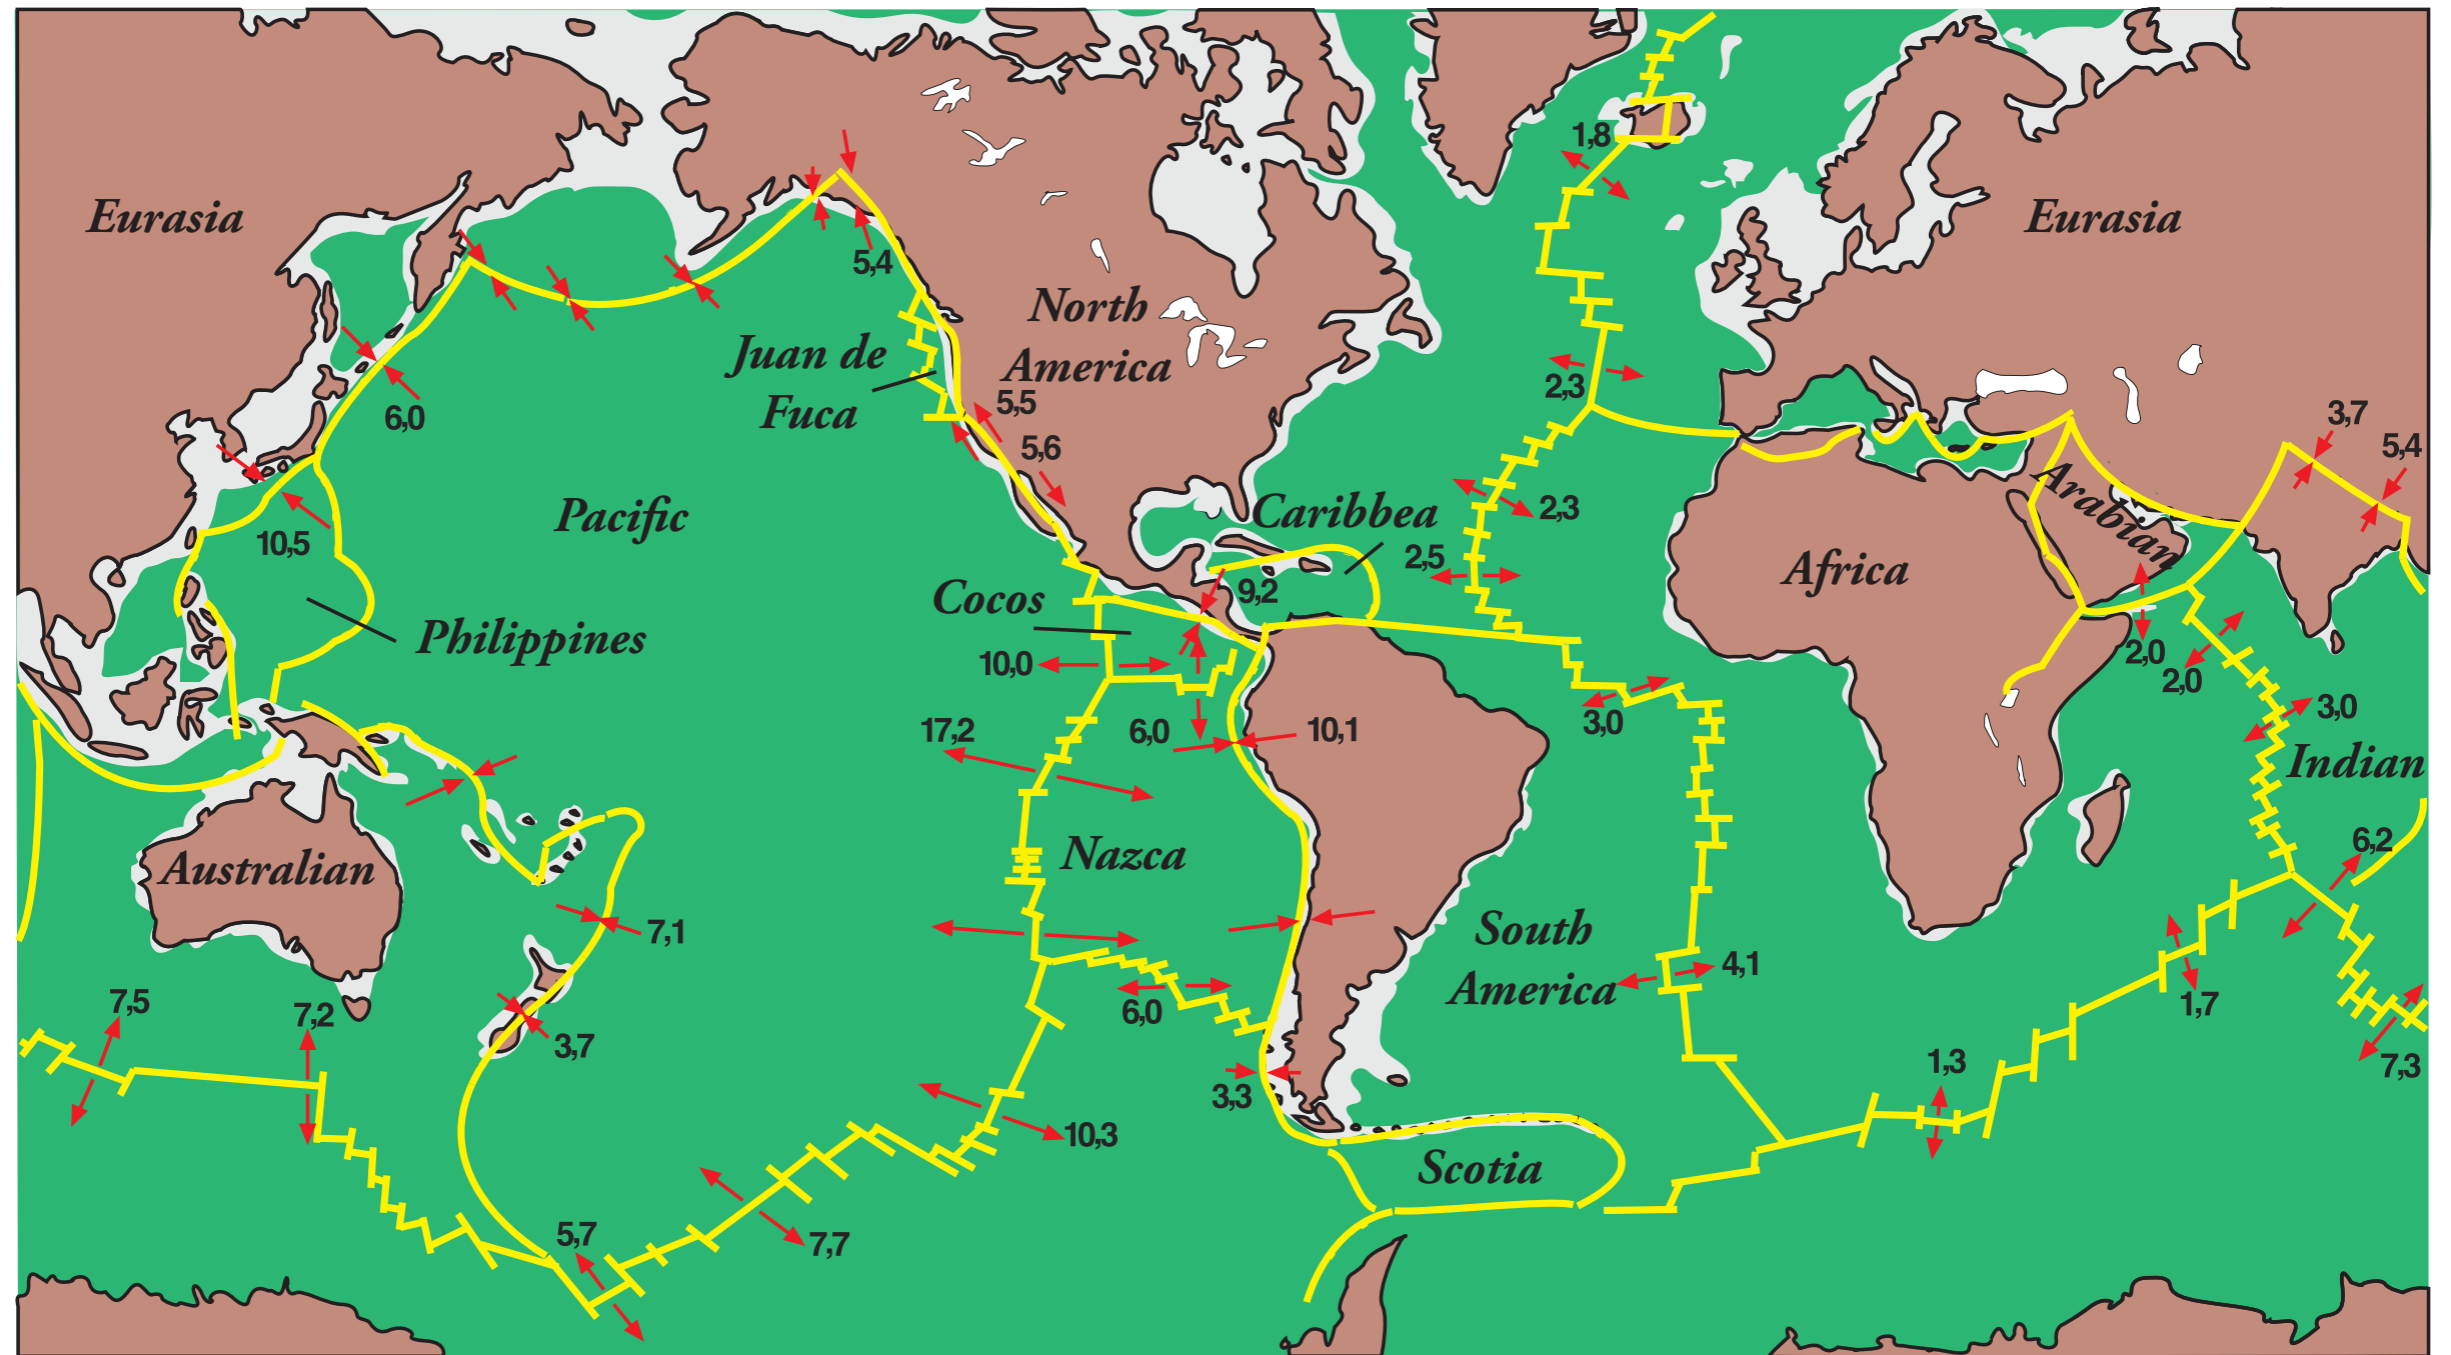 1,8
Eurasia
Eurasia
5,4
North
America
Juan de
Fuca
2,3
3,7
5,4
6,0
5,5
5,6
Pacific
Caribbea
2,3
Arabian
10,5
2,5
Africa
Cocos
9,2
Philippines
10,0
2,0
2,0
17,2
6,0
10,1
3,0
3,0
Indian
Nazca
6,2
Australian
7,1
South
America
4,1
7,5
7,2
6,0
1,7
3,7
3,3
1,3
7,3
10,3
Scotia
5,7
7,7